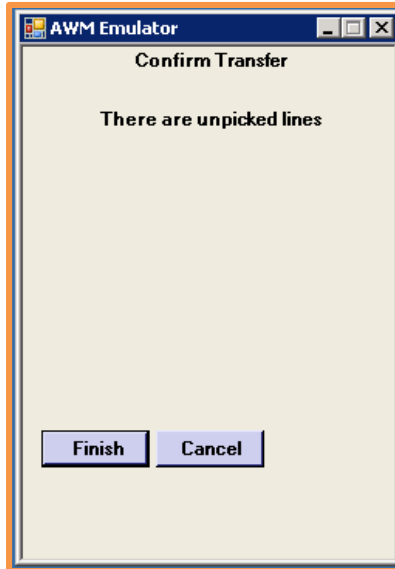 AWM Emulator
Confirm Transfer
There are unpicked lines
Finish Cancel